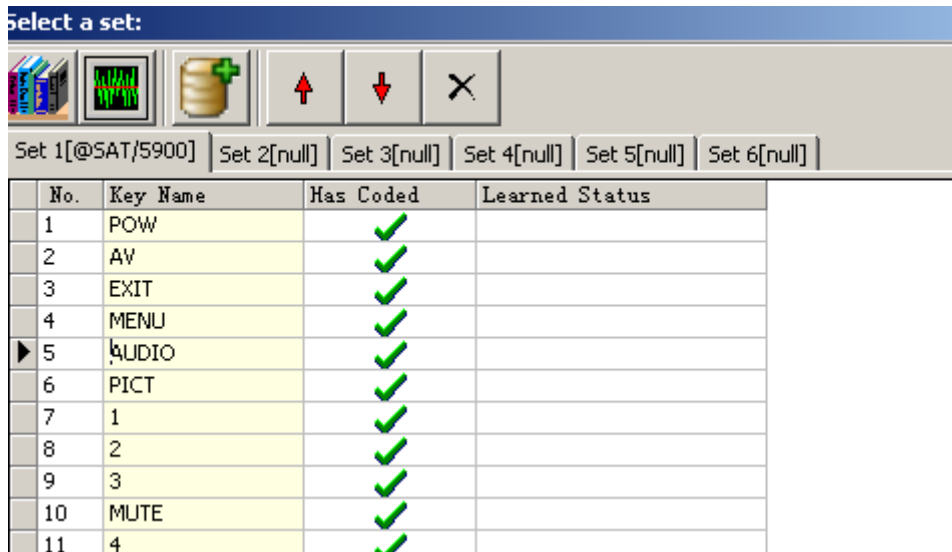 Select a set:
Set 1[@SAT/5900] Set 2[null] Set 3[null] Set 4[null] Set 5[null] Set 6[null]
No. Key Name Has Coded Learned Status
1 POW
2 AV
3 EXIT
4 MENU
5 AUDIO
6 PICT
7 1
8 2
9 3
10 MUTE
11 4